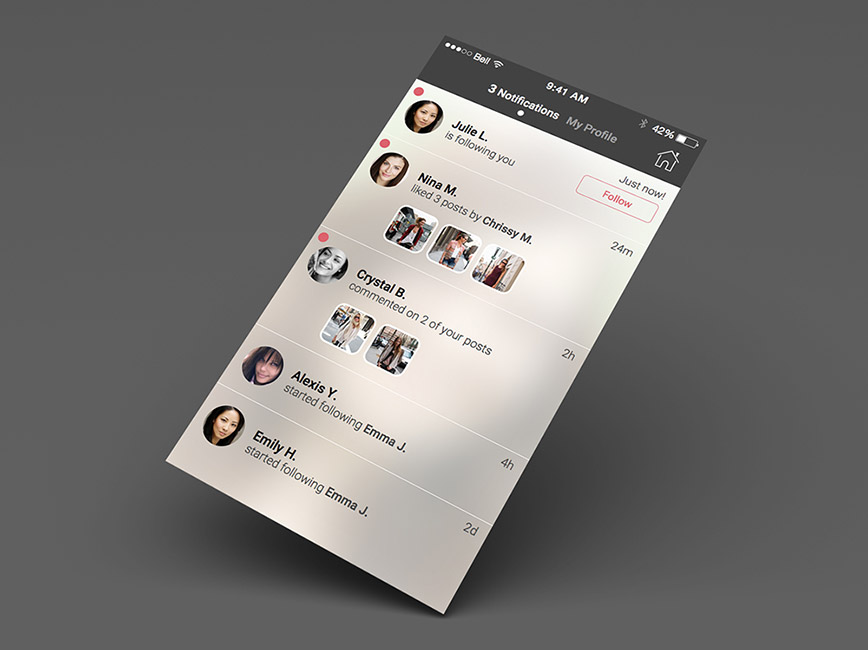 Bell 9:41 AM 42%
3 Notifications My Profile
Julie L.
is following you
Just now!
Follow
Nina M.
liked 3 posts by Chrissy M.
24m
Crystal B.
commented on 2 of your posts
2h
Alexis Y.
started following Emma J.
4h
Emily H.
started following Emma J.
2d